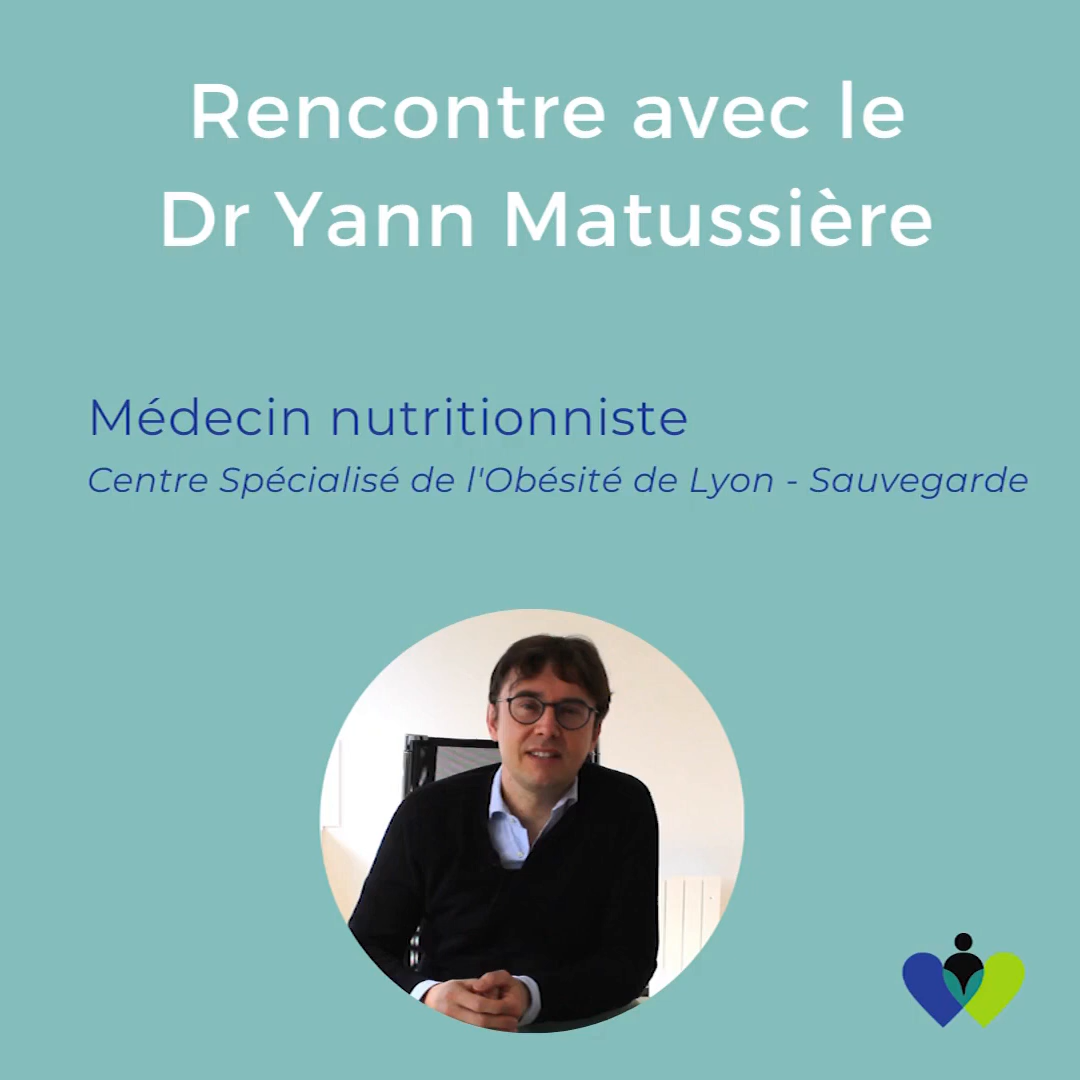 Rencontre avec le
Dr Yann Matussière
Médecin nutritionniste
Centre Spécialisé de l'Obésité de Lyon - Sauvegarde